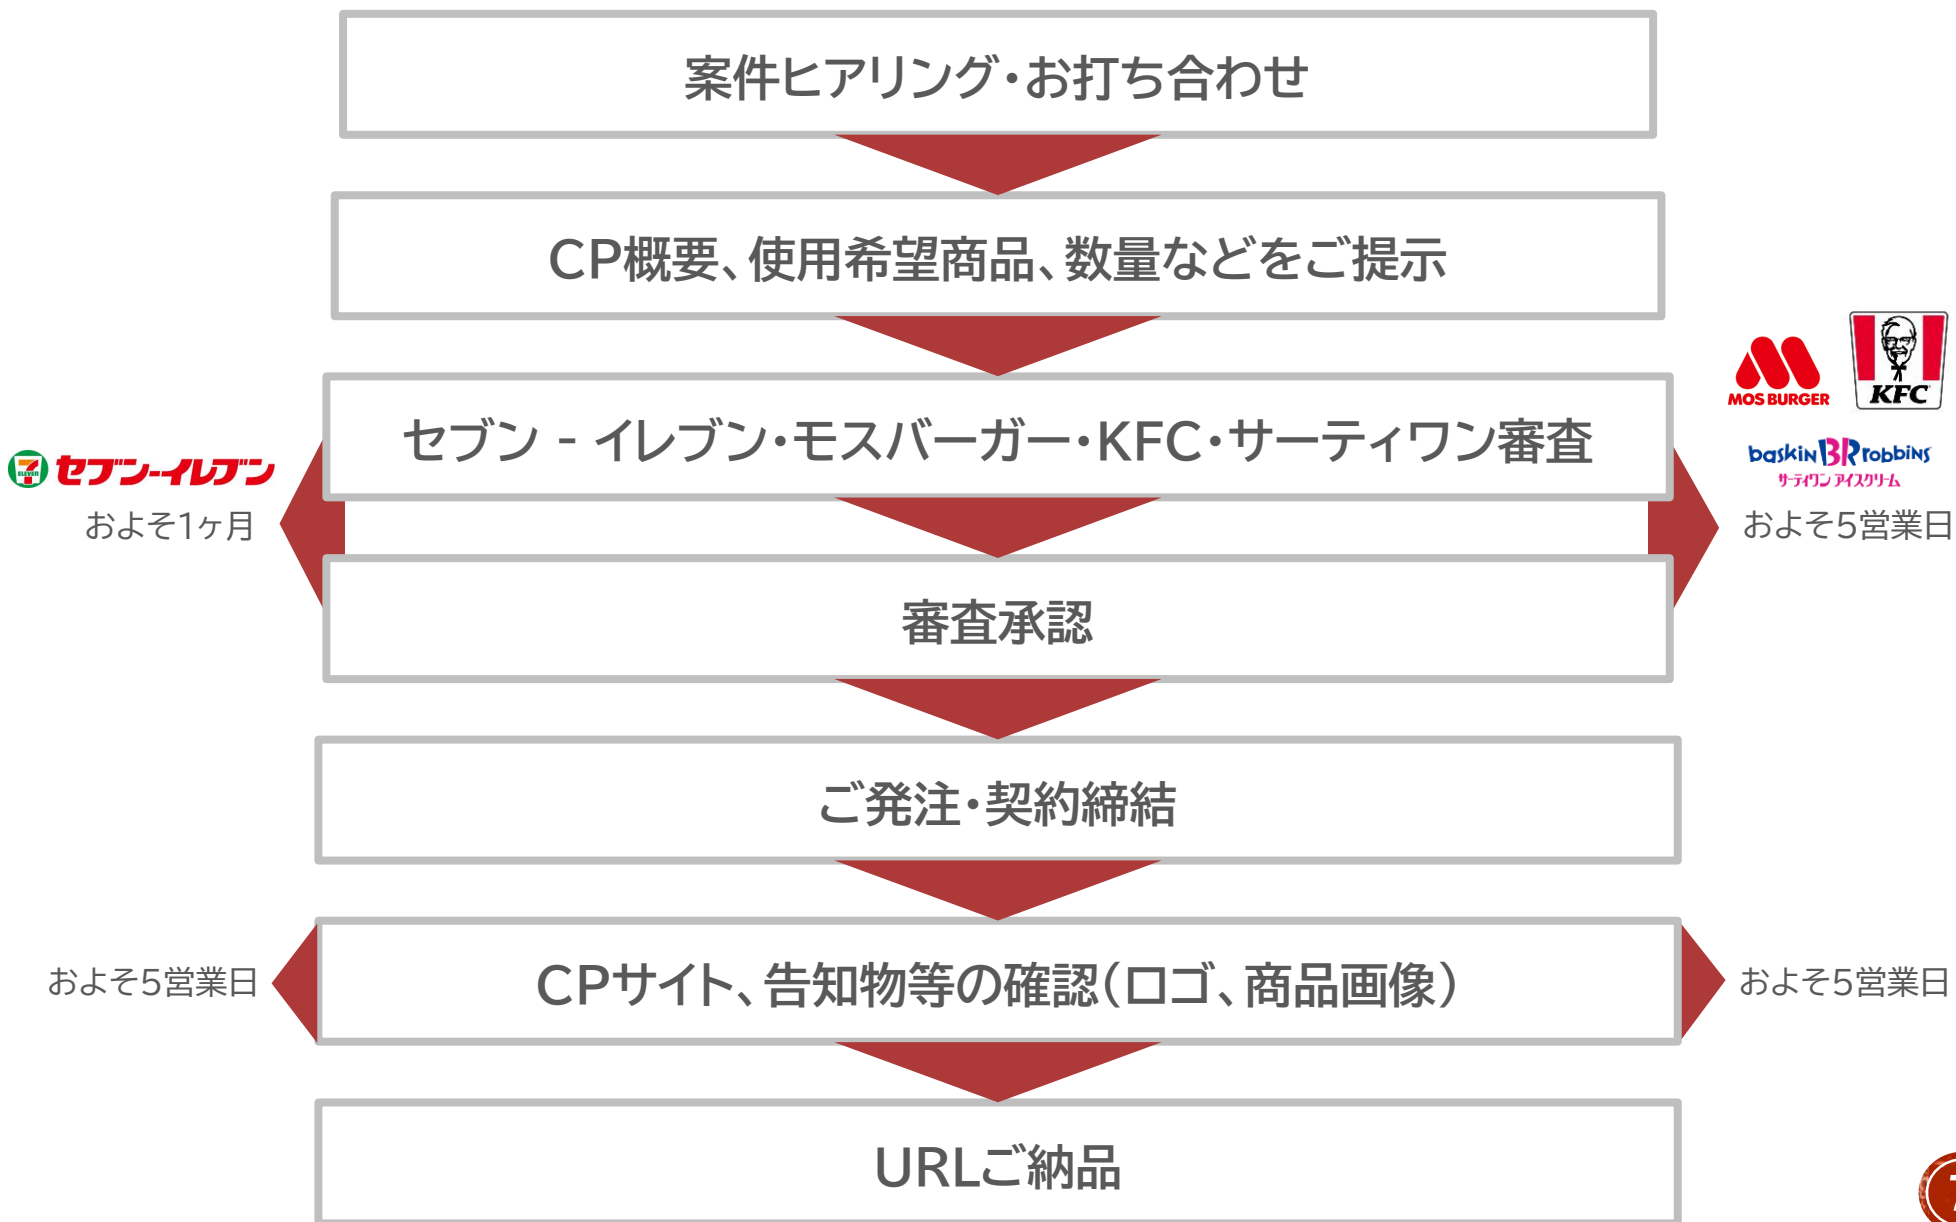 案件ヒアリング・お打ち合わせ
CP概要、使用希望商品、数量などをご提示
MOS BURGER
KFC
セブン‐イレブン・モスバーガー・KFC・サーティワン審査
7 ELEVEN セブン-イレブン
baskin BR robbins
サーティワン アイスクリーム
およそ1ヶ月
およそ5営業日
審査承認
ご発注・契約締結
およそ5営業日
CPサイト、告知物等の確認（ロゴ、商品画像）
およそ5営業日
URLご納品